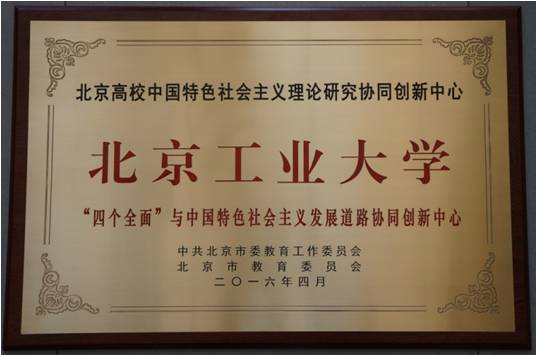 北京高校中国特色社会主义理论研究协同创新中心
北京工业大学
“四个全面”与中国特色社会主义发展道路协同创新中心
中共北京市委教育工作委员会
北京市教育委员会
二〇一六年四月